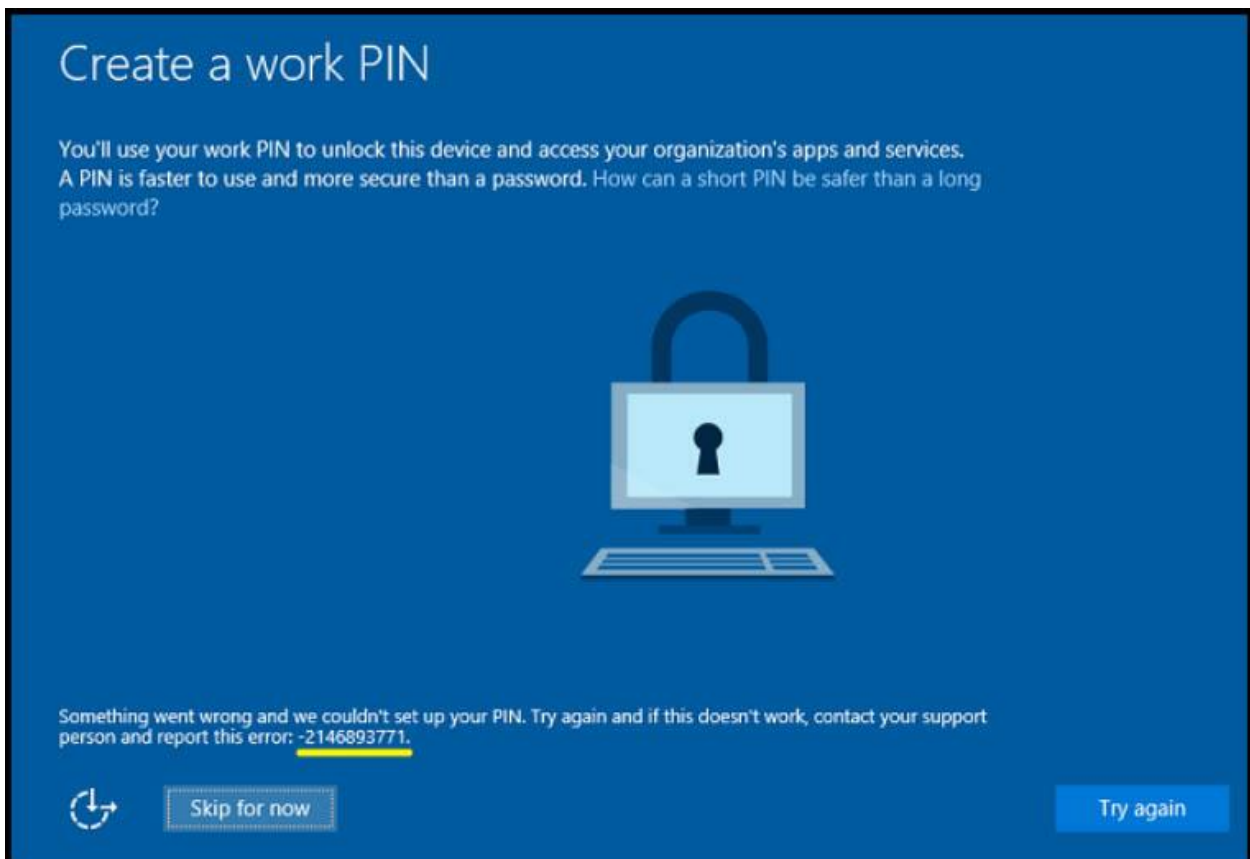 Create a work PIN
You'll use your work PIN to unlock this device and access your organization's apps and services.
A PIN is faster to use and more secure than a password. How can a short PIN be safer than a long
password?
Something went wrong and we couldn't set up your PIN. Try again and if this doesn't work, contact your support
person and report this error: -2146893771.
Skip for now
Try again